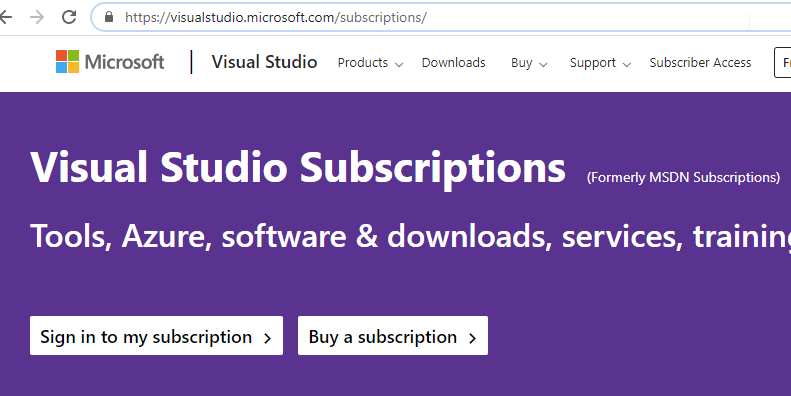 https://visualstudio.microsoft.com/subscriptions/
Microsoft | Visual Studio Products Downloads Buy Support Subscriber Access
Visual Studio Subscriptions (Formerly MSDN Subscriptions)
Tools, Azure, software & downloads, services, training
Sign in to my subscription > Buy a subscription >